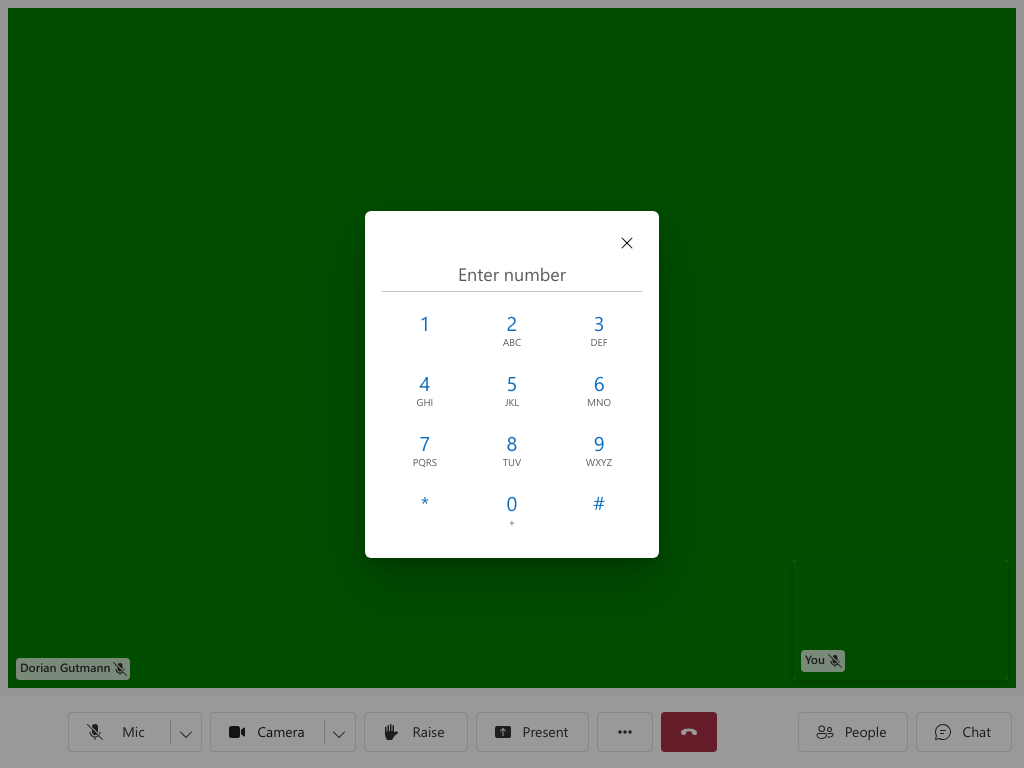 Enter number
1 2 3
ABC DEF
4 5 6
GHI JKL MNO
7 8 9
PQRS TUV WXYZ
* 0 #
+
Dorian Gutmann
You
Mic Camera Raise Present People Chat